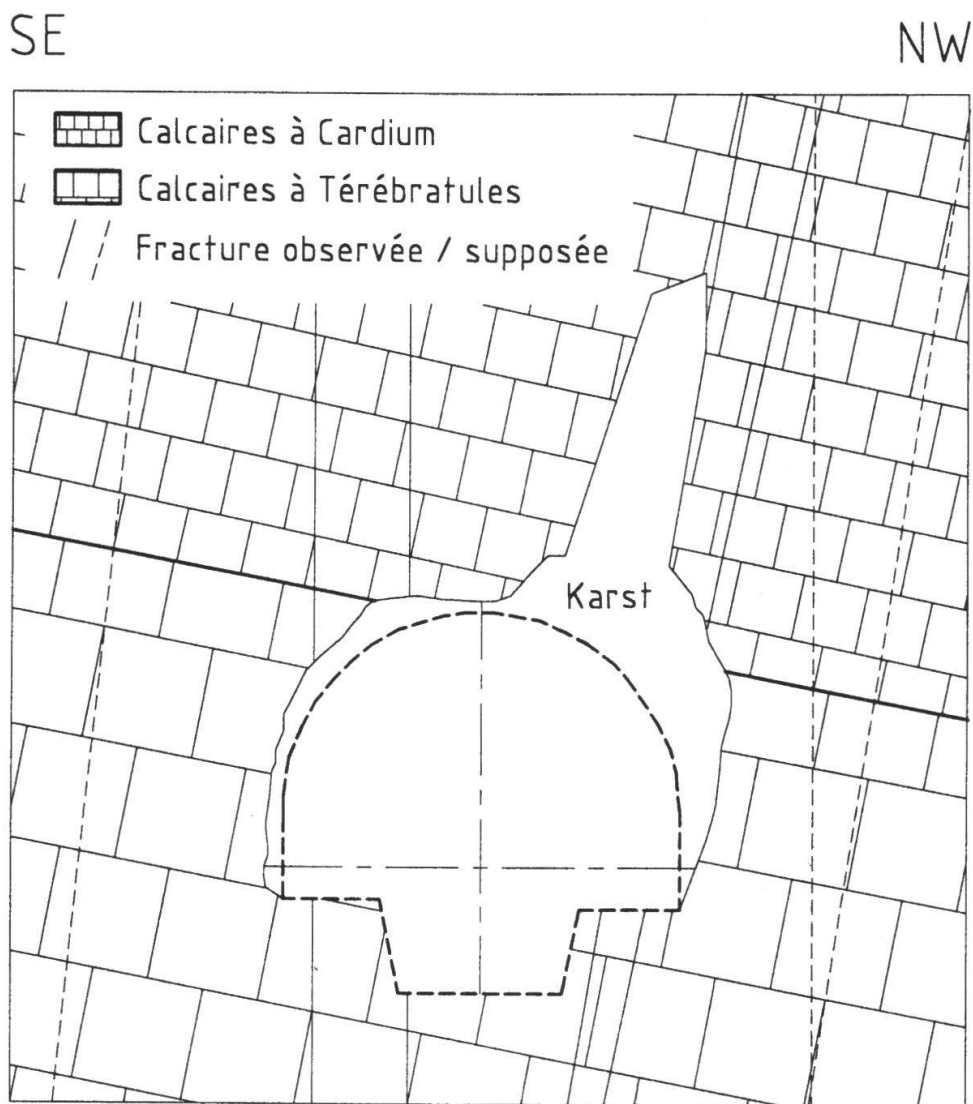 SE NW
Calcaires à Cardium
Calcaires à Térébratules
Fracture observée / supposée
Karst